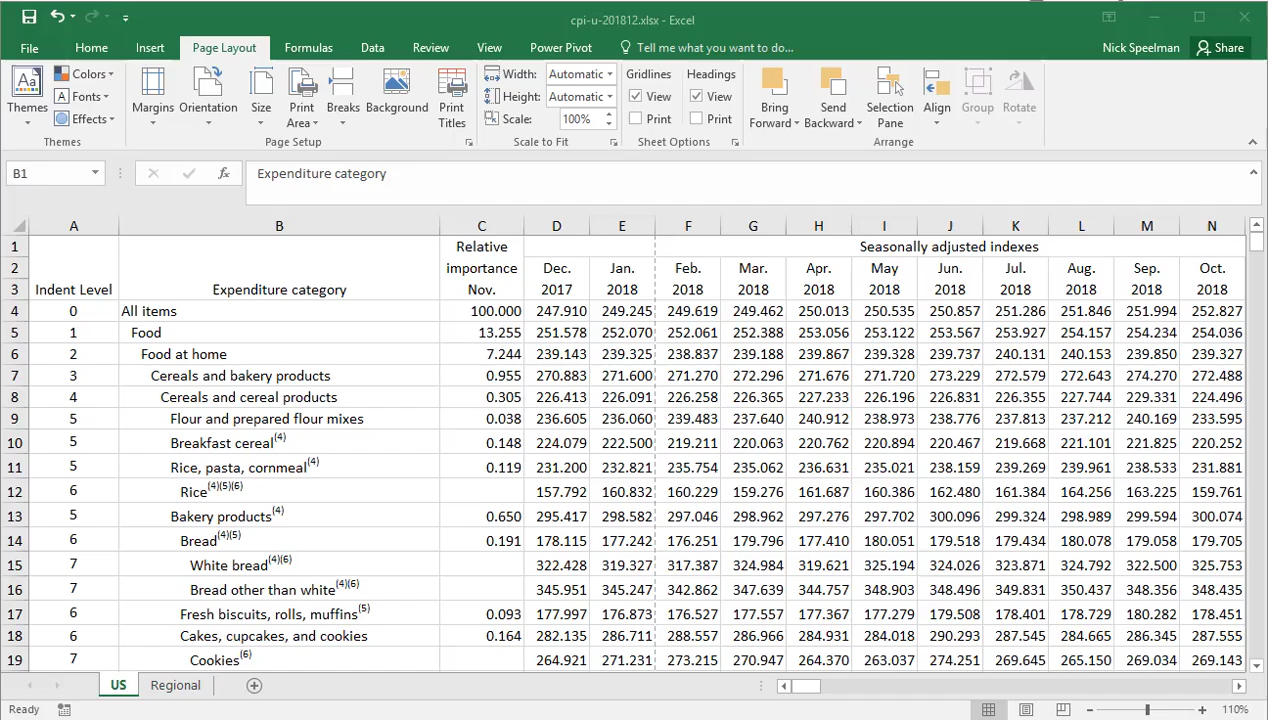 cpi-u-201812.xlsx - Excel
File Home Insert Page Layout Formulas Data Review View Power Pivot Tell me what you want to do... Nick Speelman Share
Themes Colors Fonts Effects Margins Orientation Size Print Area Breaks Background Print Titles Width: Automatic Height: Automatic Scale: 100% Gridlines View Print Headings View Print Bring Forward Send Backward Selection Pane Align Group Rotate
Themes Page Setup Scale to Fit Sheet Options Arrange
B1 fx Expenditure category
A B C D E F G H I J K L M N
1 Relative Seasonally adjusted indexes
2 importance Dec. Jan. Feb. Mar. Apr. May Jun. Jul. Aug. Sep. Oct.
3 Indent Level Expenditure category Nov. 2017 2018 2018 2018 2018 2018 2018 2018 2018 2018 2018
4 0 All items 100.000 247.910 249.245 249.619 249.462 250.013 250.535 250.857 251.286 251.846 251.994 252.827
5 1 Food 13.255 251.578 252.070 252.061 252.388 253.056 253.122 253.567 253.927 254.157 254.234 254.036
6 2 Food at home 7.244 239.143 239.325 238.837 239.188 239.867 239.328 239.737 240.131 240.153 239.850 239.327
7 3 Cereals and bakery products 0.955 270.883 271.600 271.270 272.296 271.676 271.720 273.229 272.579 272.643 274.270 272.488
8 4 Cereals and cereal products 0.305 226.413 226.091 226.258 226.365 227.233 226.196 226.831 226.355 227.744 229.331 224.496
9 5 Flour and prepared flour mixes 0.038 236.605 236.060 239.483 237.640 240.912 238.973 238.776 237.813 237.212 240.169 233.595
10 5 Breakfast cereal(4) 0.148 224.079 222.500 219.211 220.063 220.762 220.894 220.467 219.668 221.101 221.825 220.252
11 5 Rice, pasta, cornmeal(4) 0.119 231.200 232.821 235.754 235.062 236.631 235.021 238.159 239.269 239.961 238.533 231.881
12 6 Rice(4)(5)(6) 157.792 160.832 160.229 159.276 161.687 160.386 162.480 161.384 164.256 163.225 159.761
13 5 Bakery products(4) 0.650 295.417 298.582 297.046 298.962 297.276 297.702 300.096 299.324 298.989 299.594 300.074
14 6 Bread(4)(5) 0.191 178.115 177.242 176.251 179.796 177.410 180.051 179.518 179.434 180.078 179.058 179.705
15 7 White bread(4)(6) 322.428 319.327 317.387 324.984 319.621 325.194 324.026 323.871 324.792 322.500 325.753
16 7 Bread other than white(4)(6) 345.951 345.247 342.862 347.639 344.757 348.903 348.496 349.831 350.437 348.356 348.435
17 6 Fresh biscuits, rolls, muffins(5) 0.093 177.997 176.873 176.527 177.557 177.367 177.279 179.508 178.401 178.729 180.282 178.451
18 6 Cakes, cupcakes, and cookies 0.164 282.135 286.711 288.557 286.966 284.931 284.018 290.293 287.545 284.665 286.345 287.555
19 7 Cookies(6) 264.921 271.231 273.215 270.947 264.370 263.037 274.251 269.645 265.150 269.034 269.143
US Regional
Ready 110%